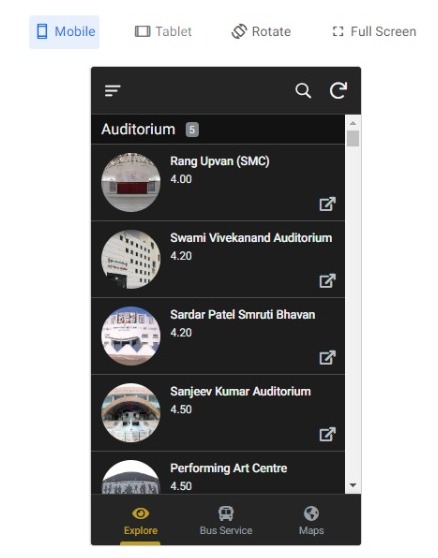 Mobile Tablet Rotate Full Screen
Auditorium 5
Rang Upvan (SMC)
4.00
Swami Vivekanand Auditorium
4.20
Sardar Patel Smruti Bhavan
4.20
Sanjeev Kumar Auditorium
4.50
Performing Art Centre
4.50
Explore Bus Service Maps